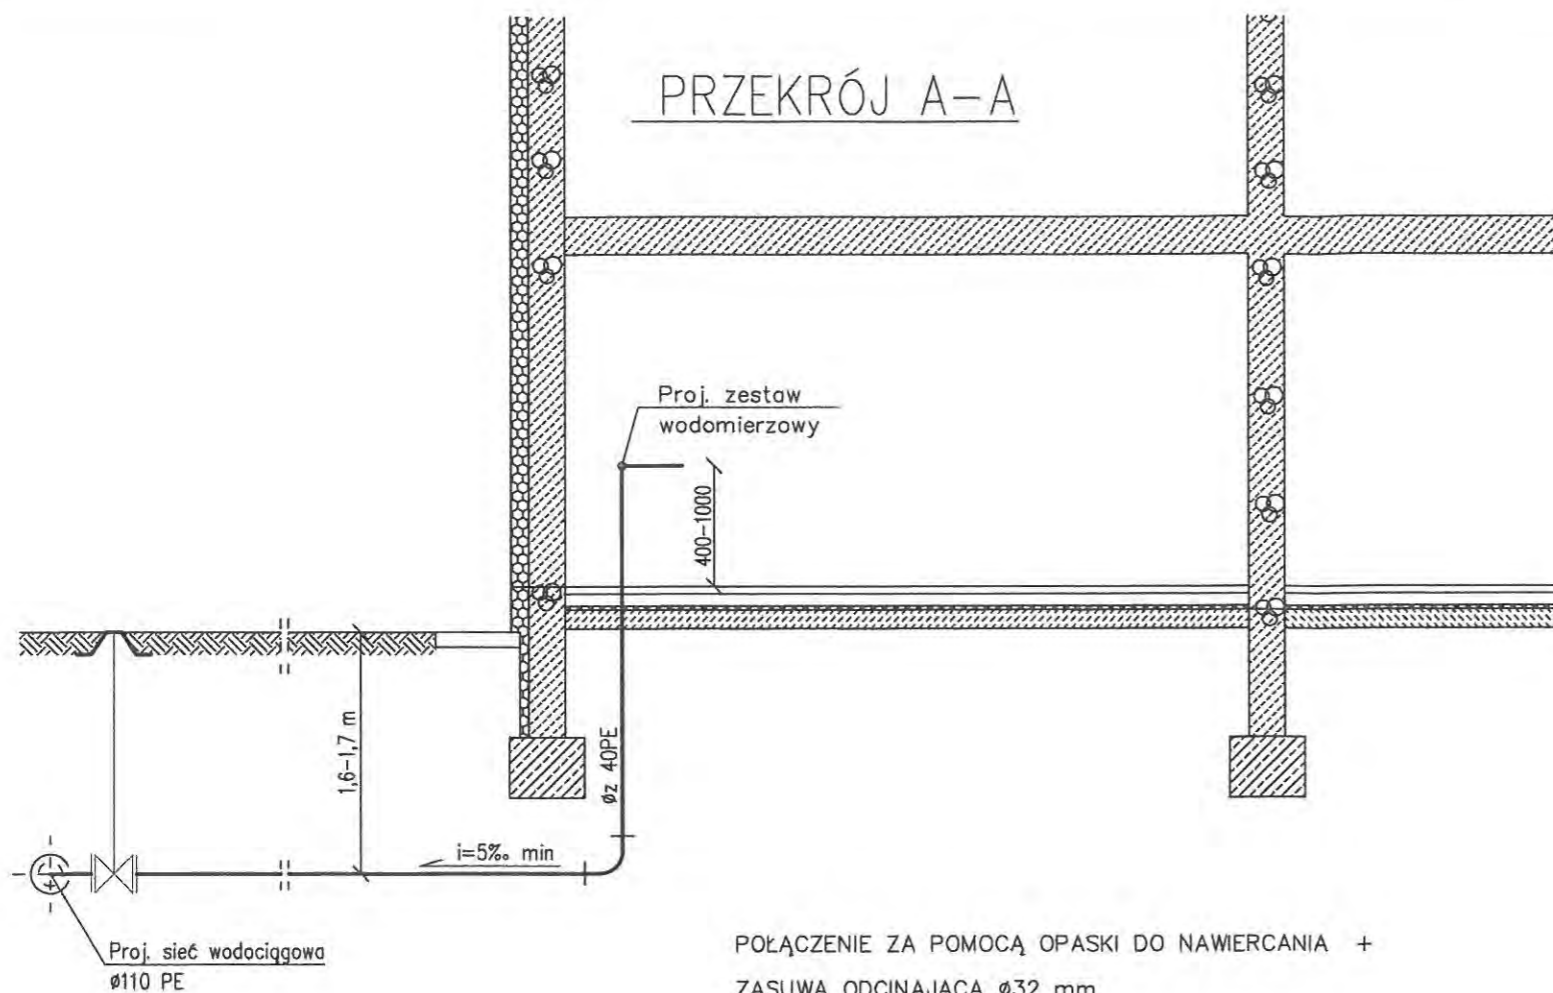 PRZEKRÓJ A-A
Proj. zestaw
wodomierzowy
400-1000
1,6-1,7 m
øz 40PE
i=5‰ min
Proj. sieć wodociągowa
ø110 PE
POŁĄCZENIE ZA POMOCĄ OPASKI DO NAWIERCANIA +
ZASUWA ODCINAJĄCA ø32 mm